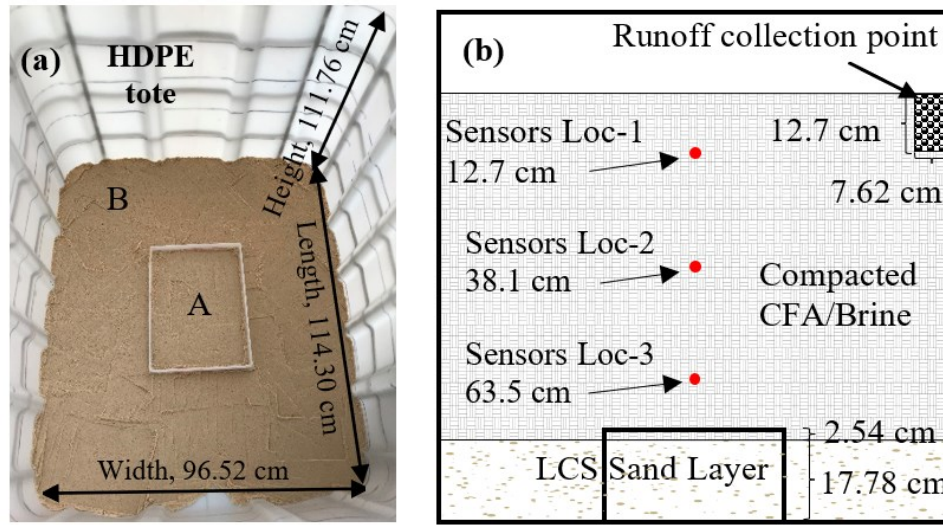 (a)
HDPE
tote
Height, 111.76 cm
B
A
Length, 114.30 cm
Width, 96.52 cm
(b)
Runoff collection point
Sensors Loc-1
12.7 cm
12.7 cm
7.62 cm
Sensors Loc-2
38.1 cm
Compacted
CFA/Brine
Sensors Loc-3
63.5 cm
2.54 cm
LCS Sand Layer
17.78 cm